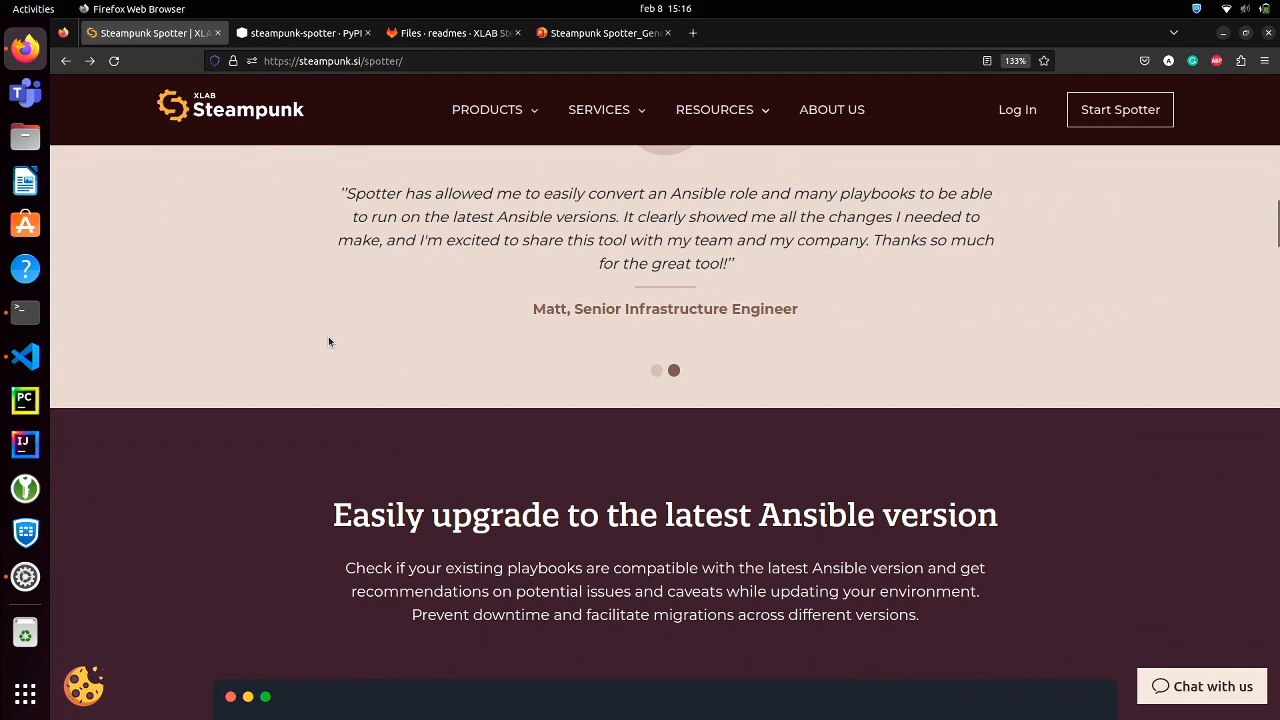 Activities
Firefox Web Browser
feb 8 15:16
Steampunk Spotter | XLA
steampunk-spotter · PyPI
Files · readmes · XLAB St
Steampunk Spotter_Gen
https://steampunk.si/spotter/
133%
XLAB
Steampunk
PRODUCTS
SERVICES
RESOURCES
ABOUT US
Log In
Start Spotter
"Spotter has allowed me to easily convert an Ansible role and many playbooks to be able
to run on the latest Ansible versions. It clearly showed me all the changes I needed to
make, and I'm excited to share this tool with my team and my company. Thanks so much
for the great tool!"
Matt, Senior Infrastructure Engineer
Easily upgrade to the latest Ansible version
Check if your existing playbooks are compatible with the latest Ansible version and get
recommendations on potential issues and caveats while updating your environment.
Prevent downtime and facilitate migrations across different versions.
Chat with us
PC
IJ